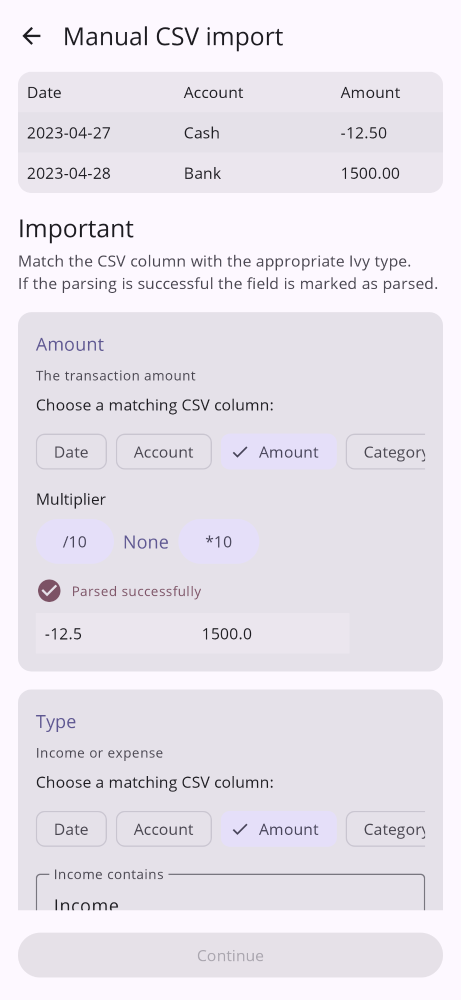 Manual CSV import
Date Account Amount
2023-04-27 Cash -12.50
2023-04-28 Bank 1500.00
Important
Match the CSV column with the appropriate Ivy type.
If the parsing is successful the field is marked as parsed.
Amount
The transaction amount
Choose a matching CSV column:
Date Account Amount Category
Multiplier
/10 None *10
Parsed successfully
-12.5 1500.0
Type
Income or expense
Choose a matching CSV column:
Date Account Amount Category
Income contains
Income
Continue